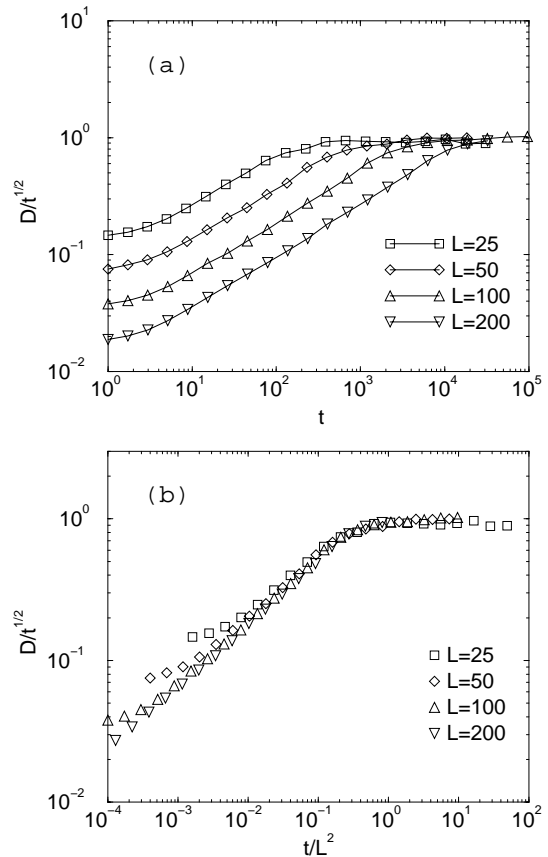 (a)
10^1
10^0
10^{-1}
10^{-2}
D/t^{1/2}
L=25
L=50
L=100
L=200
10^0 10^1 10^2 10^3 10^4 10^5
t
(b)
10^0
10^{-1}
10^{-2}
D/t^{1/2}
L=25
L=50
L=100
L=200
10^{-4} 10^{-3} 10^{-2} 10^{-1} 10^0 10^1 10^2
t/L^2